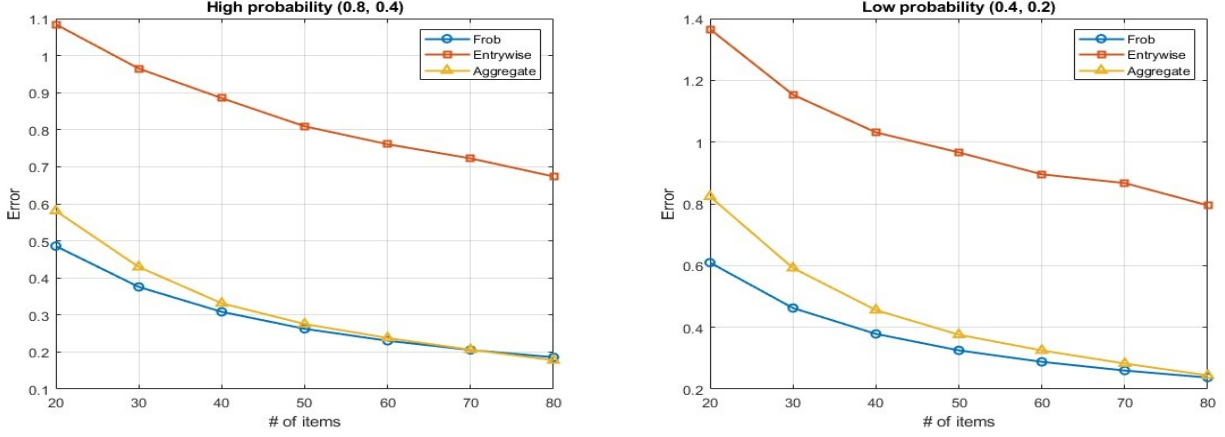 High probability (0.8, 0.4)
1.1
1
0.9
0.8
0.7
0.6
0.5
0.4
0.3
0.2
0.1
Error
Frob
Entrywise
Aggregate
20 30 40 50 60 70 80
# of items
Low probability (0.4, 0.2)
1.4
1.2
1
0.8
0.6
0.4
0.2
Error
Frob
Entrywise
Aggregate
20 30 40 50 60 70 80
# of items